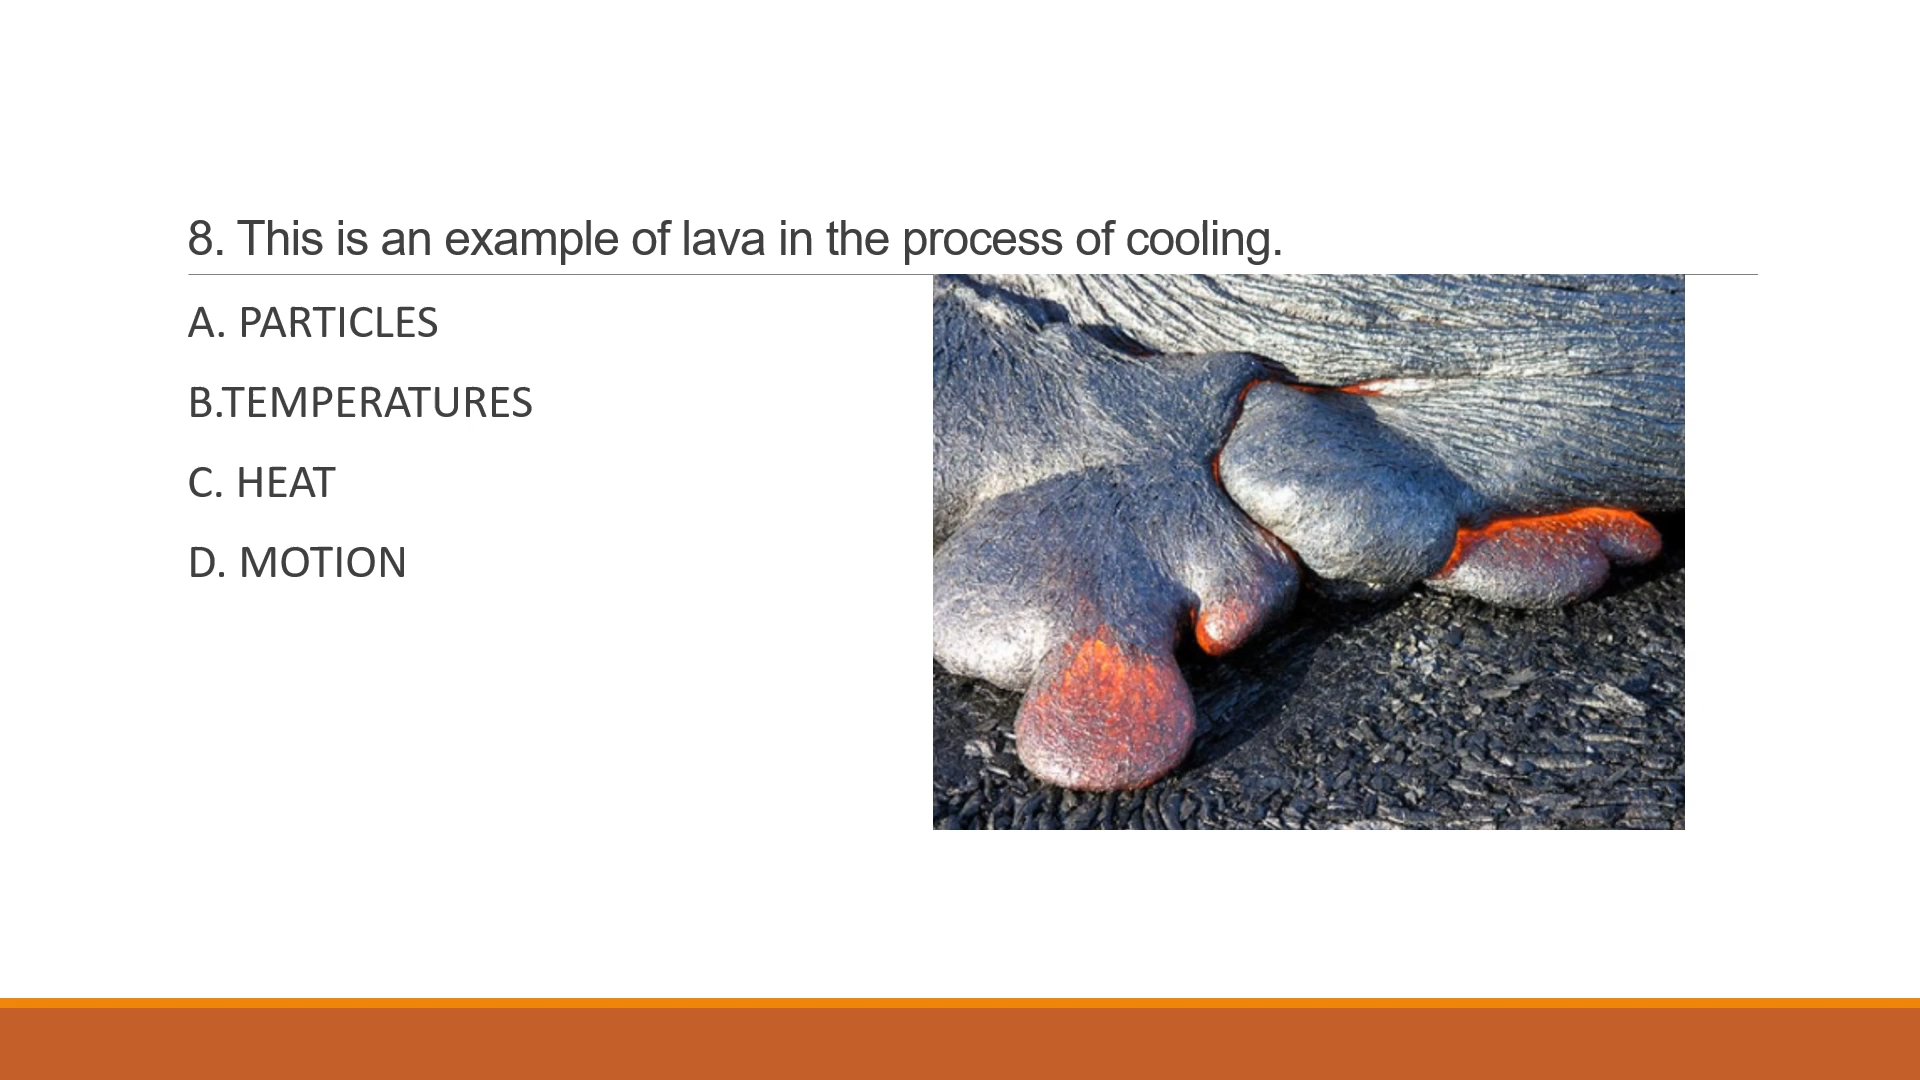 8. This is an example of lava in the process of cooling.
A. PARTICLES
B.TEMPERATURES
C. HEAT
D. MOTION